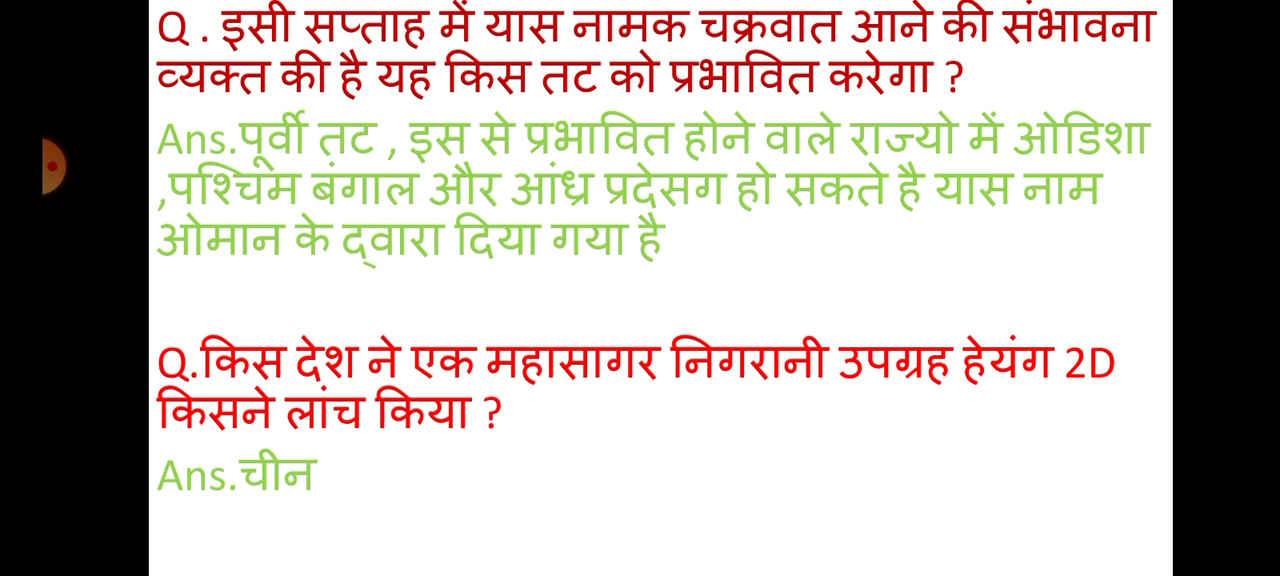 Q . इसी सप्ताह में यास नामक चक्रवात आने की संभावना
व्यक्त की है यह किस तट को प्रभावित करेगा ?
Ans.पूर्वी तट , इस से प्रभावित होने वाले राज्यो में ओडिशा
,पश्चिम बंगाल और आंध्र प्रदेसग हो सकते है यास नाम
ओमान के द्वारा दिया गया है
Q.किस देश ने एक महासागर निगरानी उपग्रह हेयंग 2D
किसने लांच किया ?
Ans.चीन